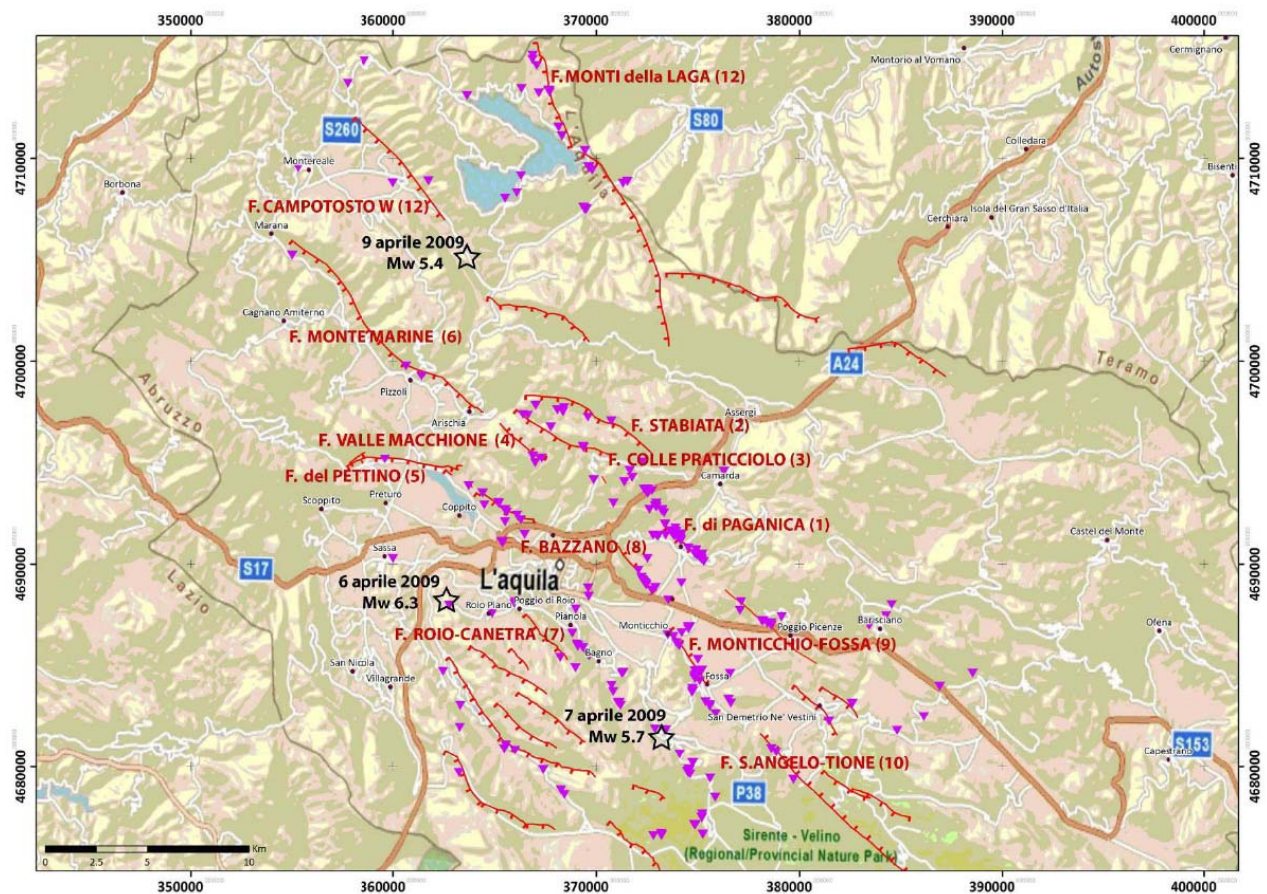 350000 360000 370000 380000 390000 400000
Cermignano
Montorio al Vomano
Autos
F. MONTI della LAGA (12)
L'Aquila
S260
S80
4710000
Montereale
Colledara
Bisenti
4710000
Borbona
F. CAMPOTOSTO W (12)
Isola del Gran Sasso d'Italia
Cerchiara
Marana
9 aprile 2009
Mw 5.4
Cagnano Amiterno
F. MONTE MARINE (6)
A24
Teramo
4700000
4700000
Pizzoli
Abruzzo
Arischia
Assergi
F. STABIATA (2)
F. VALLE MACCHIONE (4)
F. COLLE PRATICCIOLO (3)
F. del PETTINO (5)
Camarda
Scoppito
Preturo
Coppito
F. di PAGANICA (1)
Castel del Monte
F. BAZZANO (8)
Sassa
4690000
S17
L'aquila
4690000
Lazio
6 aprile 2009
Mw 6.3
Roio Piano
Poggio di Roio
Pianola
Monticchio
Poggio Picenze
Barisciano
Ofena
F. ROIO-CANETRA (7)
F. MONTICCHIO-FOSSA (9)
Bagno
San Nicola
Villagrande
Fossa
San Demetrio Ne' Vestini
7 aprile 2009
Mw 5.7
S153
Capestrano
F. S.ANGELO-TIONE (10)
4680000
4680000
P38
Sirente - Velino
(Regional/Provincial Nature Park)
Km
0 2.5 5 10
350000 360000 370000 380000 390000 400000